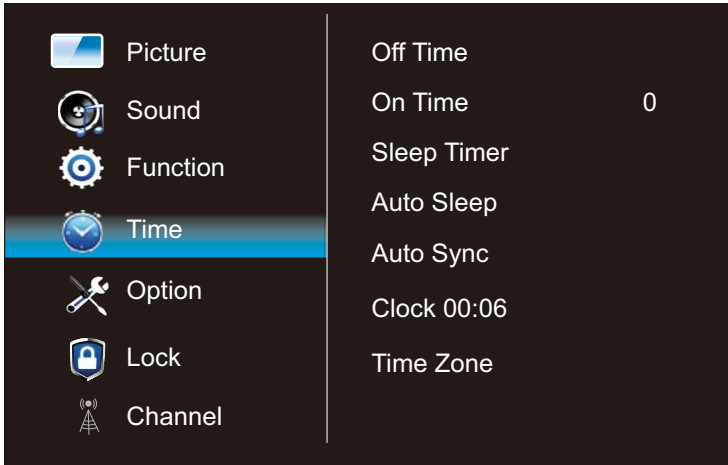 Picture
Sound
Function
Time
Option
Lock
Channel
Off Time
On Time 0
Sleep Timer
Auto Sleep
Auto Sync
Clock 00:06
Time Zone